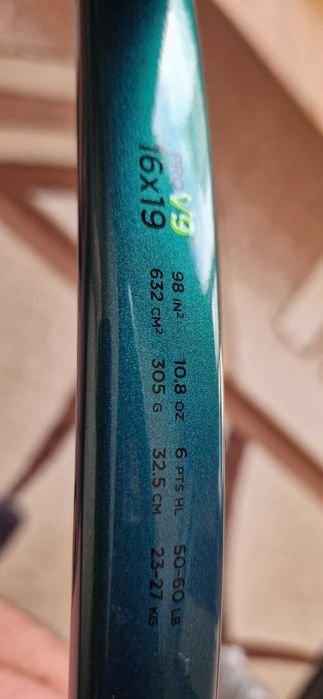 PRO V9
16x19
98 IN² 10.8 OZ 6 PTS HL 50-60 LB
632 CM² 305 G 32.5 CM 23-27 KG